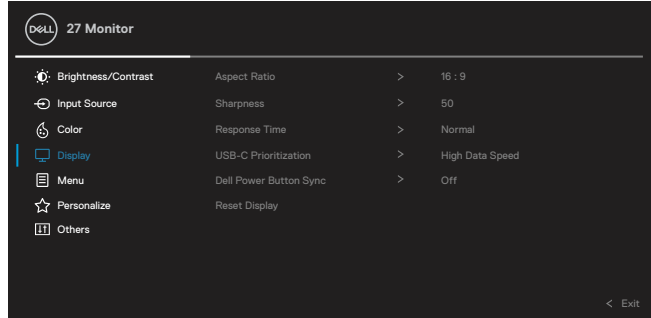 DELL 27 Monitor
Brightness/Contrast Aspect Ratio > 16 : 9
Input Source Sharpness > 50
Color Response Time > Normal
Display USB-C Prioritization > High Data Speed
Menu Dell Power Button Sync > Off
Personalize Reset Display
Others
< Exit